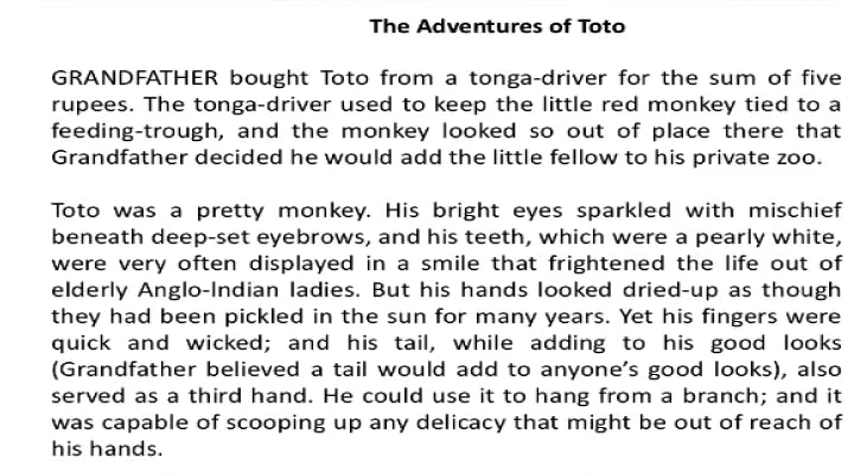 The Adventures of Toto
GRANDFATHER bought Toto from a tonga-driver for the sum of five
rupees. The tonga-driver used to keep the little red monkey tied to a
feeding-trough, and the monkey looked so out of place there that
Grandfather decided he would add the little fellow to his private zoo.
Toto was a pretty monkey. His bright eyes sparkled with mischief
beneath deep-set eyebrows, and his teeth, which were a pearly white,
were very often displayed in a smile that frightened the life out of
elderly Anglo-Indian ladies. But his hands looked dried-up as though
they had been pickled in the sun for many years. Yet his fingers were
quick and wicked; and his tail, while adding to his good looks
(Grandfather believed a tail would add to anyone’s good looks), also
served as a third hand. He could use it to hang from a branch; and it
was capable of scooping up any delicacy that might be out of reach of
his hands.